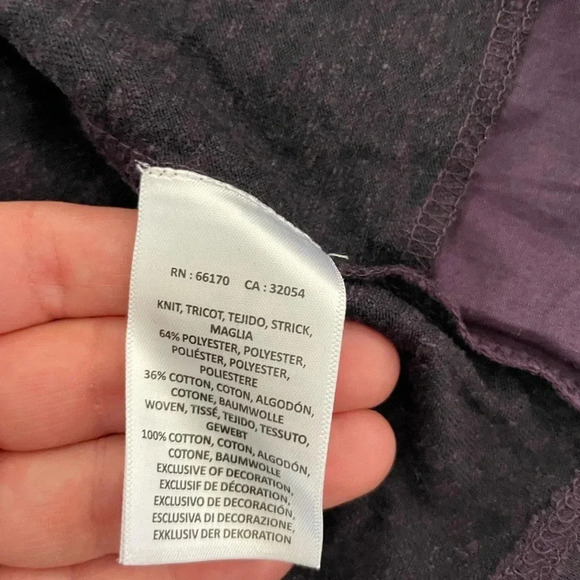 RN : 66170 CA : 32054
KNIT, TRICOT, TEJIDO, STRICK,
MAGLIA
64% POLYESTER, POLYESTER,
POLIÉSTER, POLYESTER,
POLIESTERE
36% COTTON, COTON, ALGODÓN,
COTONE, BAUMWOLLE
WOVEN, TISSÉ, TEJIDO, TESSUTO,
GEWEBT
100% COTTON, COTON, ALGODÓN,
COTONE, BAUMWOLLE
EXCLUSIVE OF DECORATION,
EXCLUSIF DE DÉCORATION,
EXCLUSIVO DE DECORACIÓN,
ESCLUSIVA DI DECORAZIONE,
EXKLUSIV DER DEKORATION